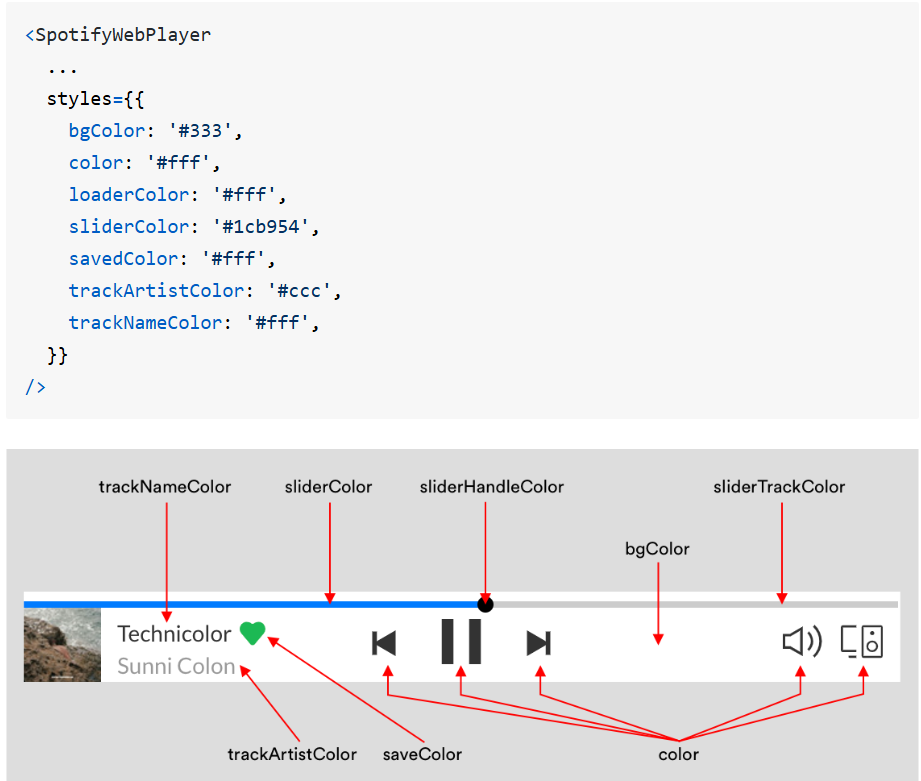 <SpotifyWebPlayer
...
styles={{
bgColor: '#333',
color: '#fff',
loaderColor: '#fff',
sliderColor: '#1cb954',
savedColor: '#fff',
trackArtistColor: '#ccc',
trackNameColor: '#fff',
}}
/>
trackNameColor sliderColor sliderHandleColor sliderTrackColor
bgColor
Technicolor
Sunni Colon
trackArtistColor saveColor color